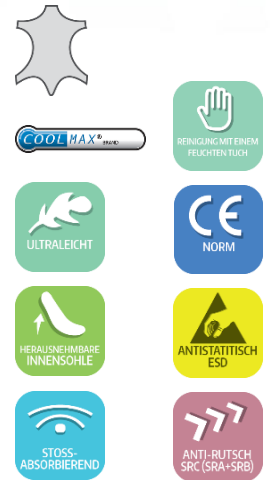 COOLMAX® BRAND
REINIGUNG MIT EINEM
FEUCHTEN TUCH
ULTRALEICHT
CE
NORM
HERAUSNEHMBARE
INNENSOHLE
ANTISTATITISCH
ESD
STOSS-
ABSORBIEREND
ANTI-RUTSCH
SRC (SRA+SRB)